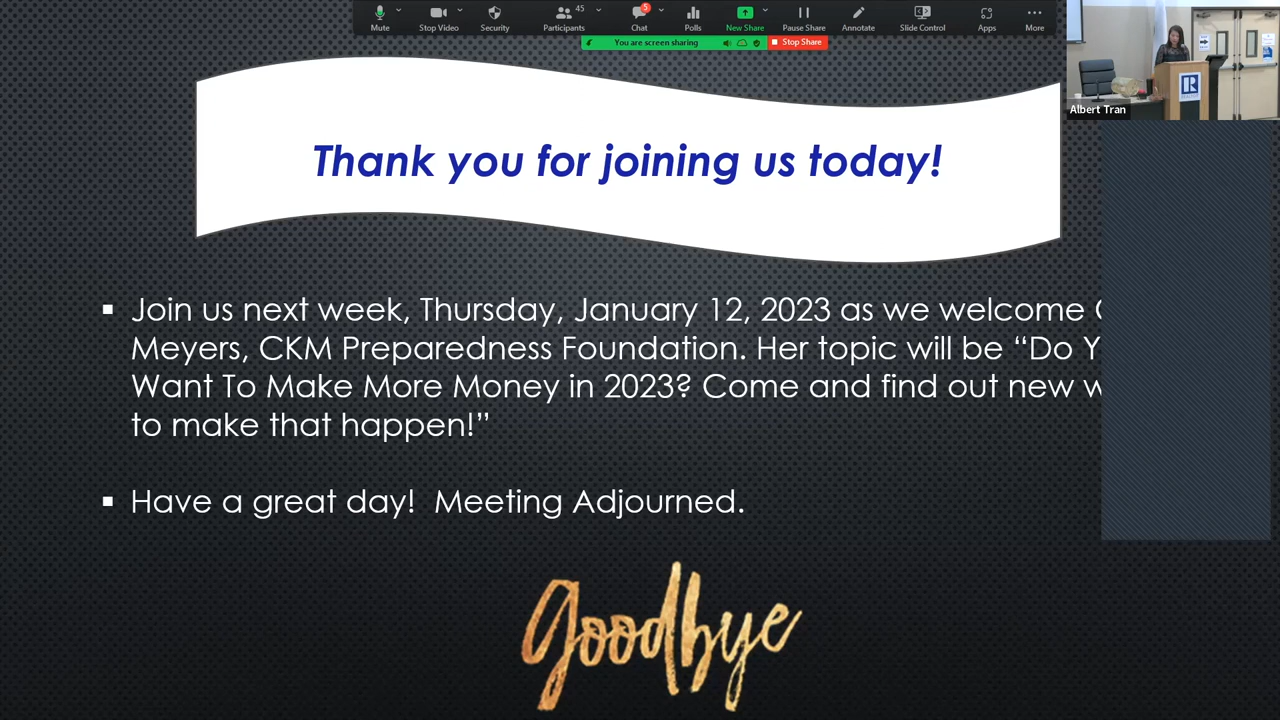 Mute
Stop Video
Security
Participants
45
Chat
5
Polls
New Share
Pause Share
Annotate
Slide Control
Apps
More
You are screen sharing
Stop Share
Albert Tran
Thank you for joining us today!
Join us next week, Thursday, January 12, 2023 as we welcome
Meyers, CKM Preparedness Foundation. Her topic will be “Do
Want To Make More Money in 2023? Come and find out new
to make that happen!”
Have a great day! Meeting Adjourned.
goodbye